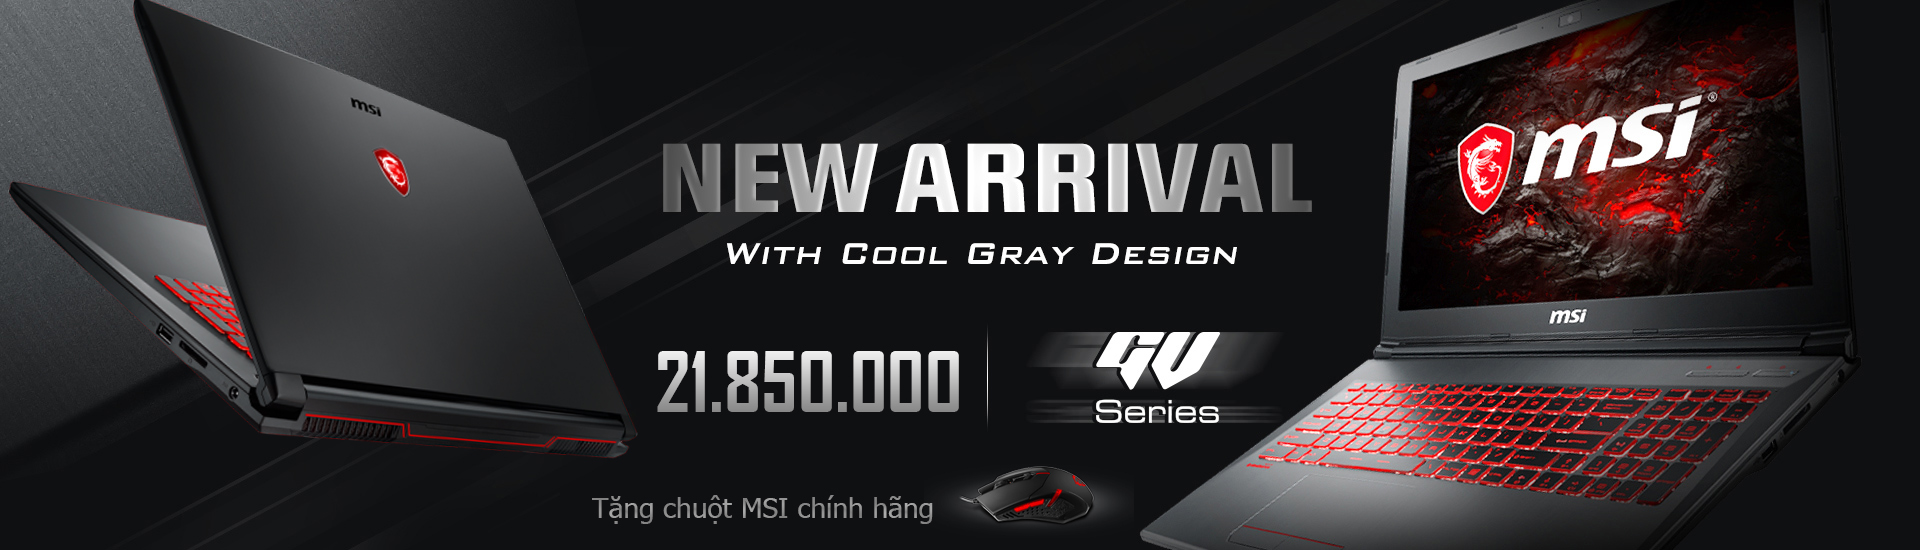 msi
NEW ARRIVAL
WITH COOL GRAY DESIGN
21.850.000
GV
Series
Tặng chuột MSI chính hãng
msi®
msi